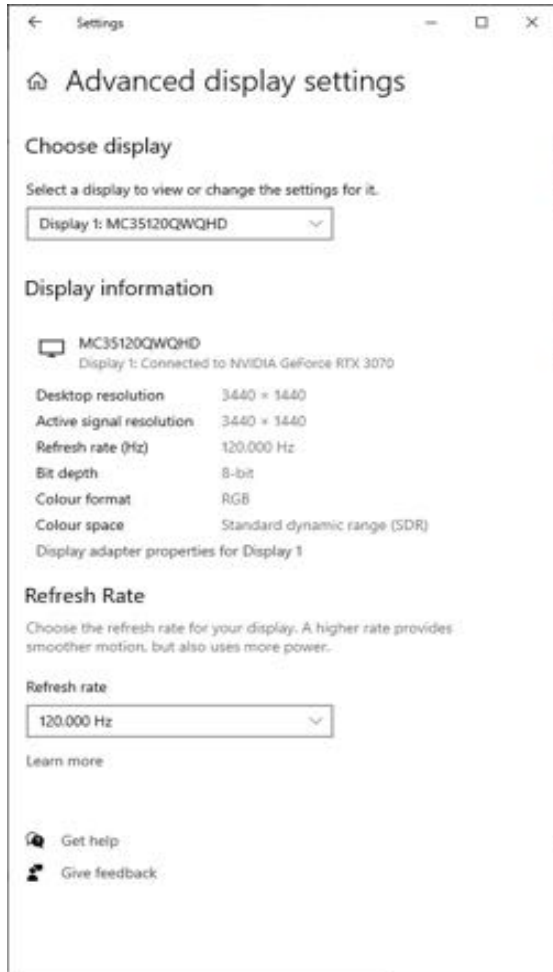 Settings
Advanced display settings
Choose display
Select a display to view or change the settings for it.
Display 1: MC35120QWQHD
Display information
MC35120QWQHD
Display 1: Connected to NVIDIA GeForce RTX 3070
Desktop resolution 3440 × 1440
Active signal resolution 3440 × 1440
Refresh rate (Hz) 120.000 Hz
Bit depth 8-bit
Colour format RGB
Colour space Standard dynamic range (SDR)
Display adapter properties for Display 1
Refresh Rate
Choose the refresh rate for your display. A higher rate provides
smoother motion, but also uses more power.
Refresh rate
120.000 Hz
Learn more
Get help
Give feedback